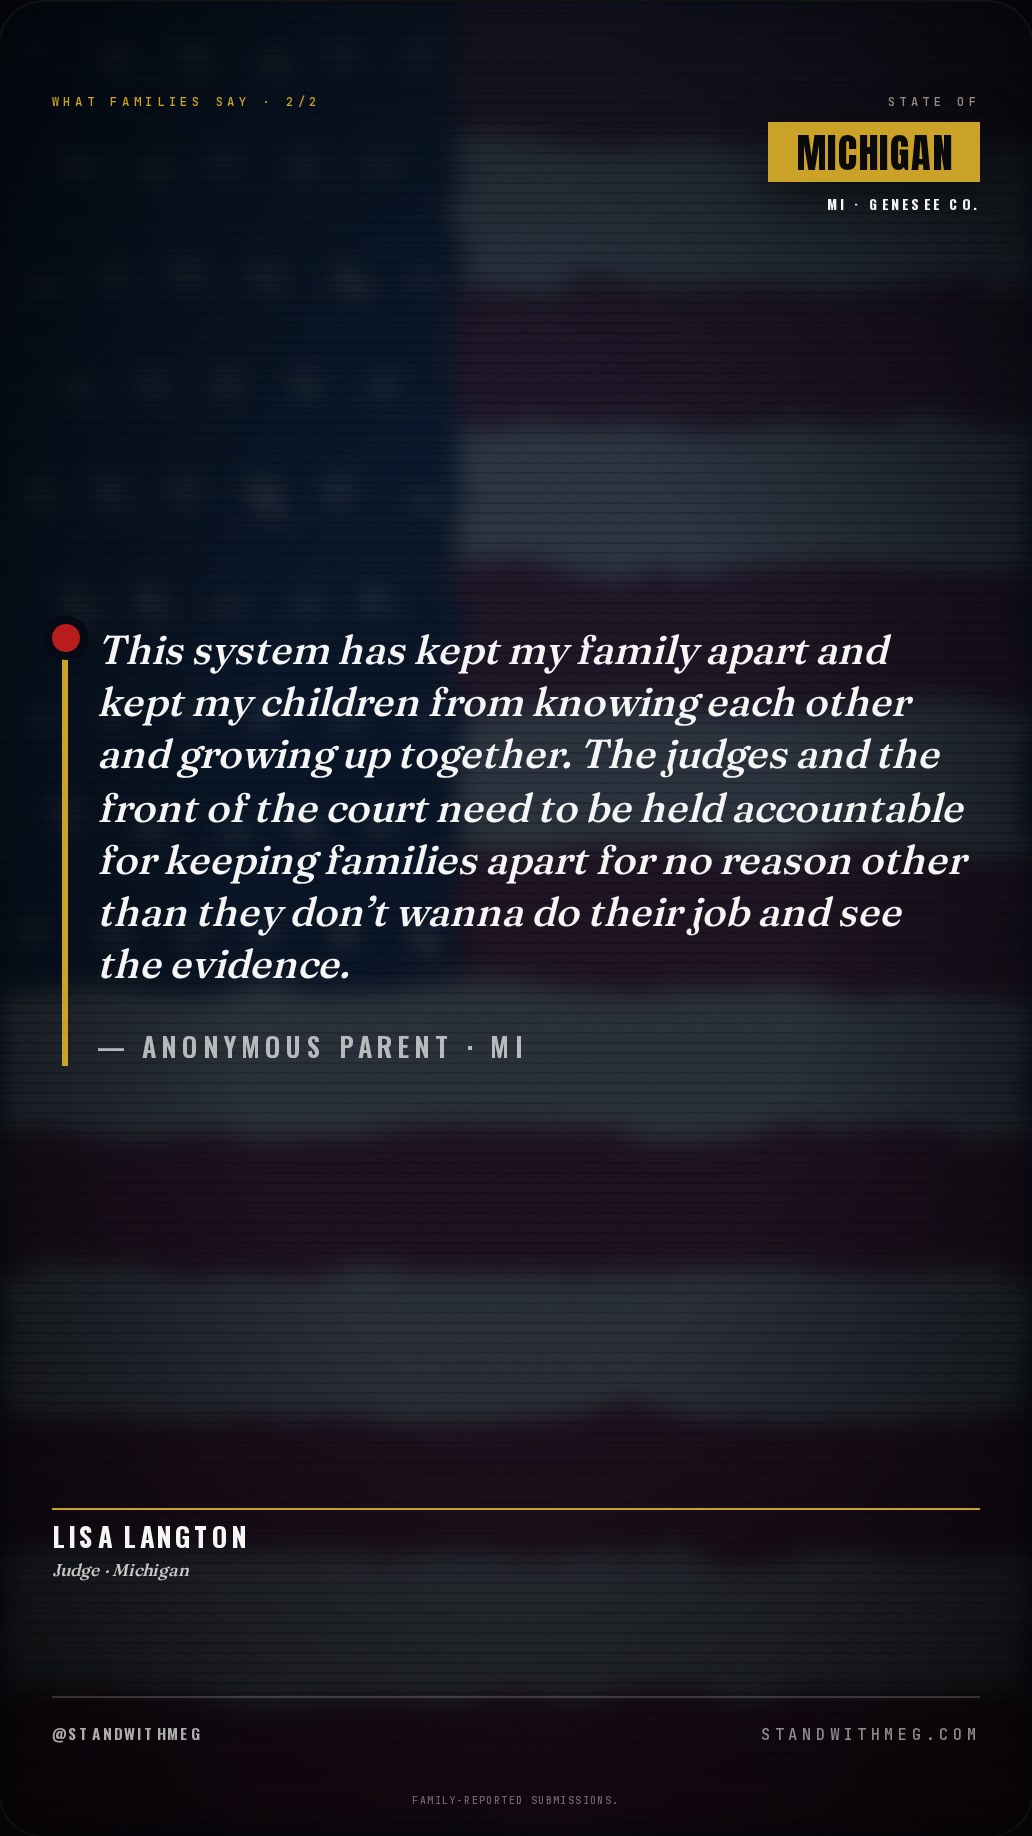 WHAT FAMILIES SAY · 2/2
STATE OF
MICHIGAN
MI · GENESEE CO.
This system has kept my family apart and
kept my children from knowing each other
and growing up together. The judges and the
front of the court need to be held accountable
for keeping families apart for no reason other
than they don’t wanna do their job and see
the evidence.
— ANONYMOUS PARENT · MI
LISA LANGTON
Judge · Michigan
@STANDWITHMEG
STANDWITHMEG.COM
FAMILY-REPORTED SUBMISSIONS.